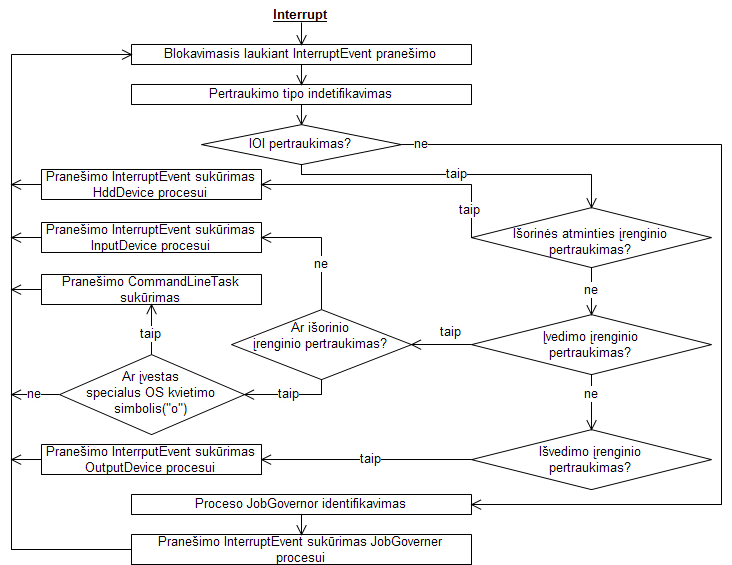 Interrupt
Blokavimasis laukiant InterruptEvent pranešimo
Pertraukimo tipo indetifikavimas
IOI pertraukimas?
ne
taip
Pranešimo InterruptEvent sukūrimas
HddDevice procesui
taip
Išorinės atminties įrenginio
pertraukimas?
Pranešimo InterruptEvent sukūrimas
InputDevice procesui
ne
ne
Pranešimo CommandLineTask
sukūrimas
taip
Ar išorinio
įrenginio pertraukimas?
taip
Įvedimo įrenginio
pertraukimas?
Ar įvestas
specialus OS kvietimo
simbolis("o")
ne
taip
ne
Pranešimo InterrputEvent sukūrimas
OutputDevice procesui
taip
Išvedimo įrenginio
pertraukimas?
Proceso JobGovernor identifikavimas
Pranešimo InterruptEvent sukūrimas JobGoverner
procesui